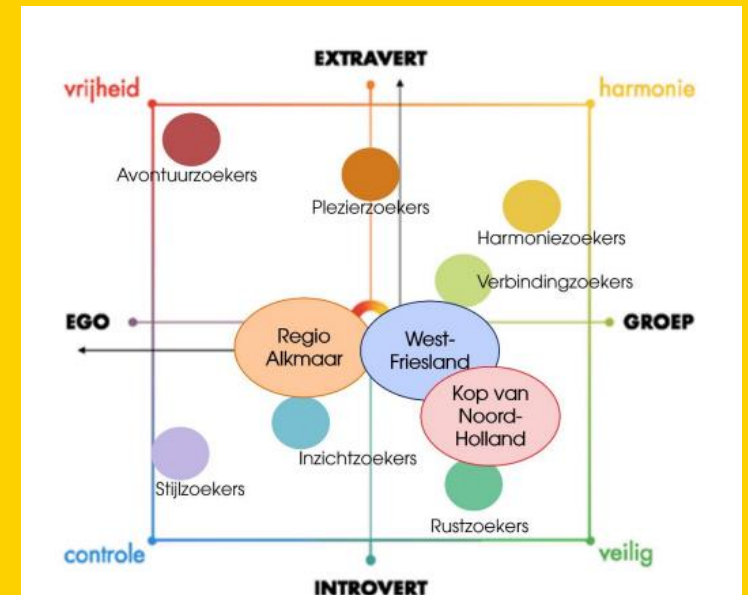 EXTRAVERT
vrijheid
harmonie
Avontuurzoekers
Plezierzoekers
Harmoniezoekers
Verbindingzoekers
EGO
GROEP
Regio
Alkmaar
West-
Friesland
Kop van
Noord-
Holland
Inzichtzoekers
Stijlzoekers
Rustzoekers
controle
veilig
INTROVERT